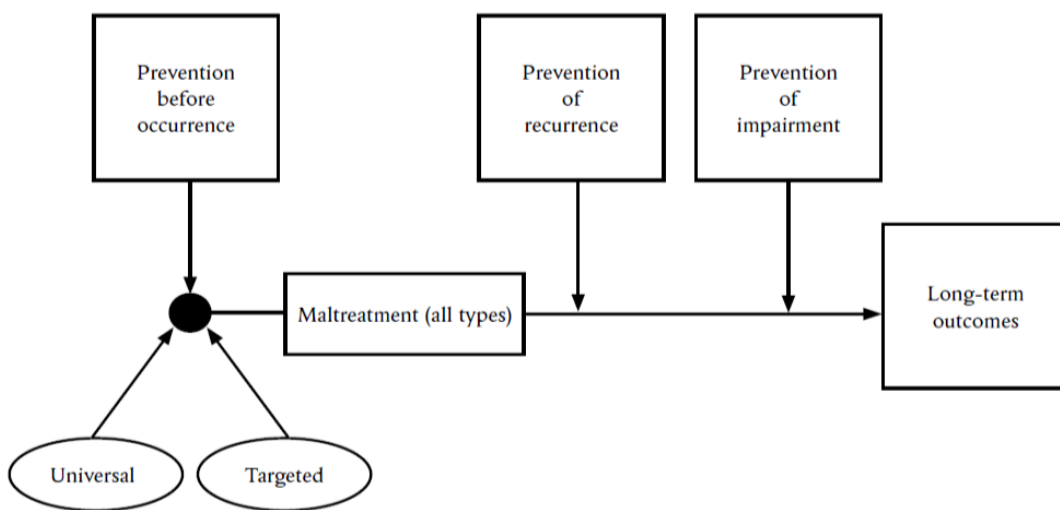 Prevention
before
occurrence
Prevention
of
recurrence
Prevention
of
impairment
Maltreatment (all types)
Long-term
outcomes
Universal
Targeted